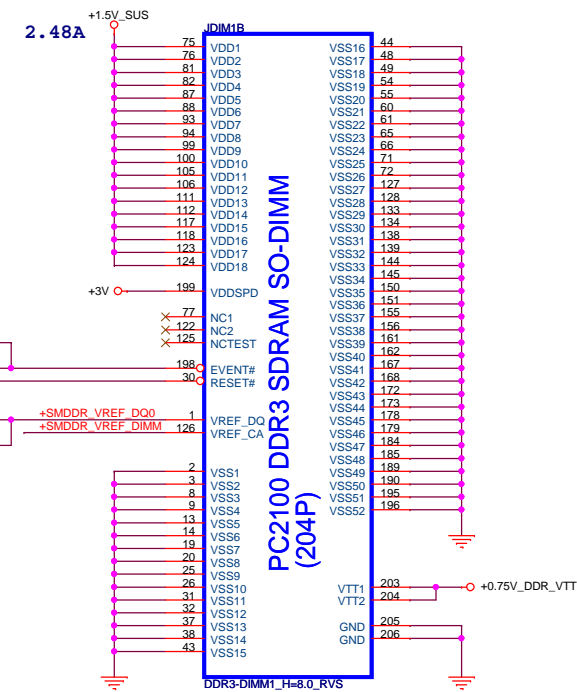 +1.5V_SUS
2.48A
JDIM1B
75 VDD1
76 VDD2
81 VDD3
82 VDD4
87 VDD5
88 VDD6
93 VDD7
94 VDD8
99 VDD9
100 VDD10
105 VDD11
106 VDD12
111 VDD13
112 VDD14
117 VDD15
118 VDD16
123 VDD17
124 VDD18
+3V 199 VDDSPD
77 NC1
122 NC2
125 NCTEST
198 EVENT#
30 RESET#
+SMDDR_VREF_DQ0 1 VREF_DQ
+SMDDR_VREF_DIMM 126 VREF_CA
2 VSS1
3 VSS2
8 VSS3
9 VSS4
13 VSS5
14 VSS6
19 VSS7
20 VSS8
25 VSS9
26 VSS10
31 VSS11
32 VSS12
37 VSS13
38 VSS14
43 VSS15
PC2100 DDR3 SDRAM SO-DIMM
(204P)
VSS16 44
VSS17 48
VSS18 49
VSS19 54
VSS20 55
VSS21 60
VSS22 61
VSS23 65
VSS24 66
VSS25 71
VSS26 72
VSS27 127
VSS28 128
VSS29 133
VSS30 134
VSS31 138
VSS32 139
VSS33 144
VSS34 145
VSS35 150
VSS36 151
VSS37 155
VSS38 156
VSS39 161
VSS40 162
VSS41 167
VSS42 168
VSS43 172
VSS44 173
VSS45 178
VSS46 179
VSS47 184
VSS48 185
VSS49 189
VSS50 190
VSS51 195
VSS52 196
VTT1 203
VTT2 204
+0.75V_DDR_VTT
GND 205
GND 206
DDR3-DIMM1_H=8.0_RVS